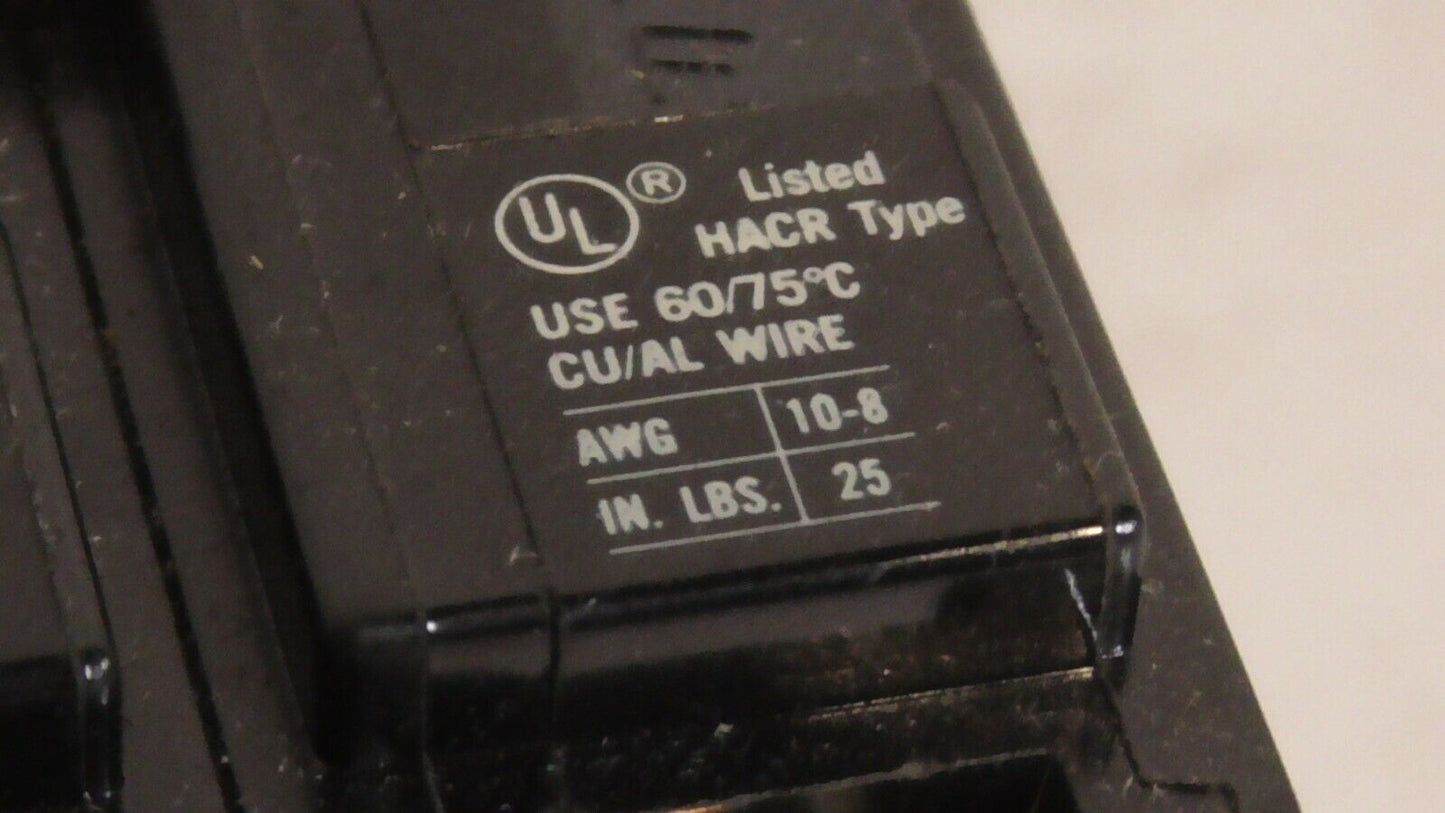 UL® Listed
HACR Type
USE 60/75°C
CU/AL WIRE
AWG 10-8
IN. LBS. 25